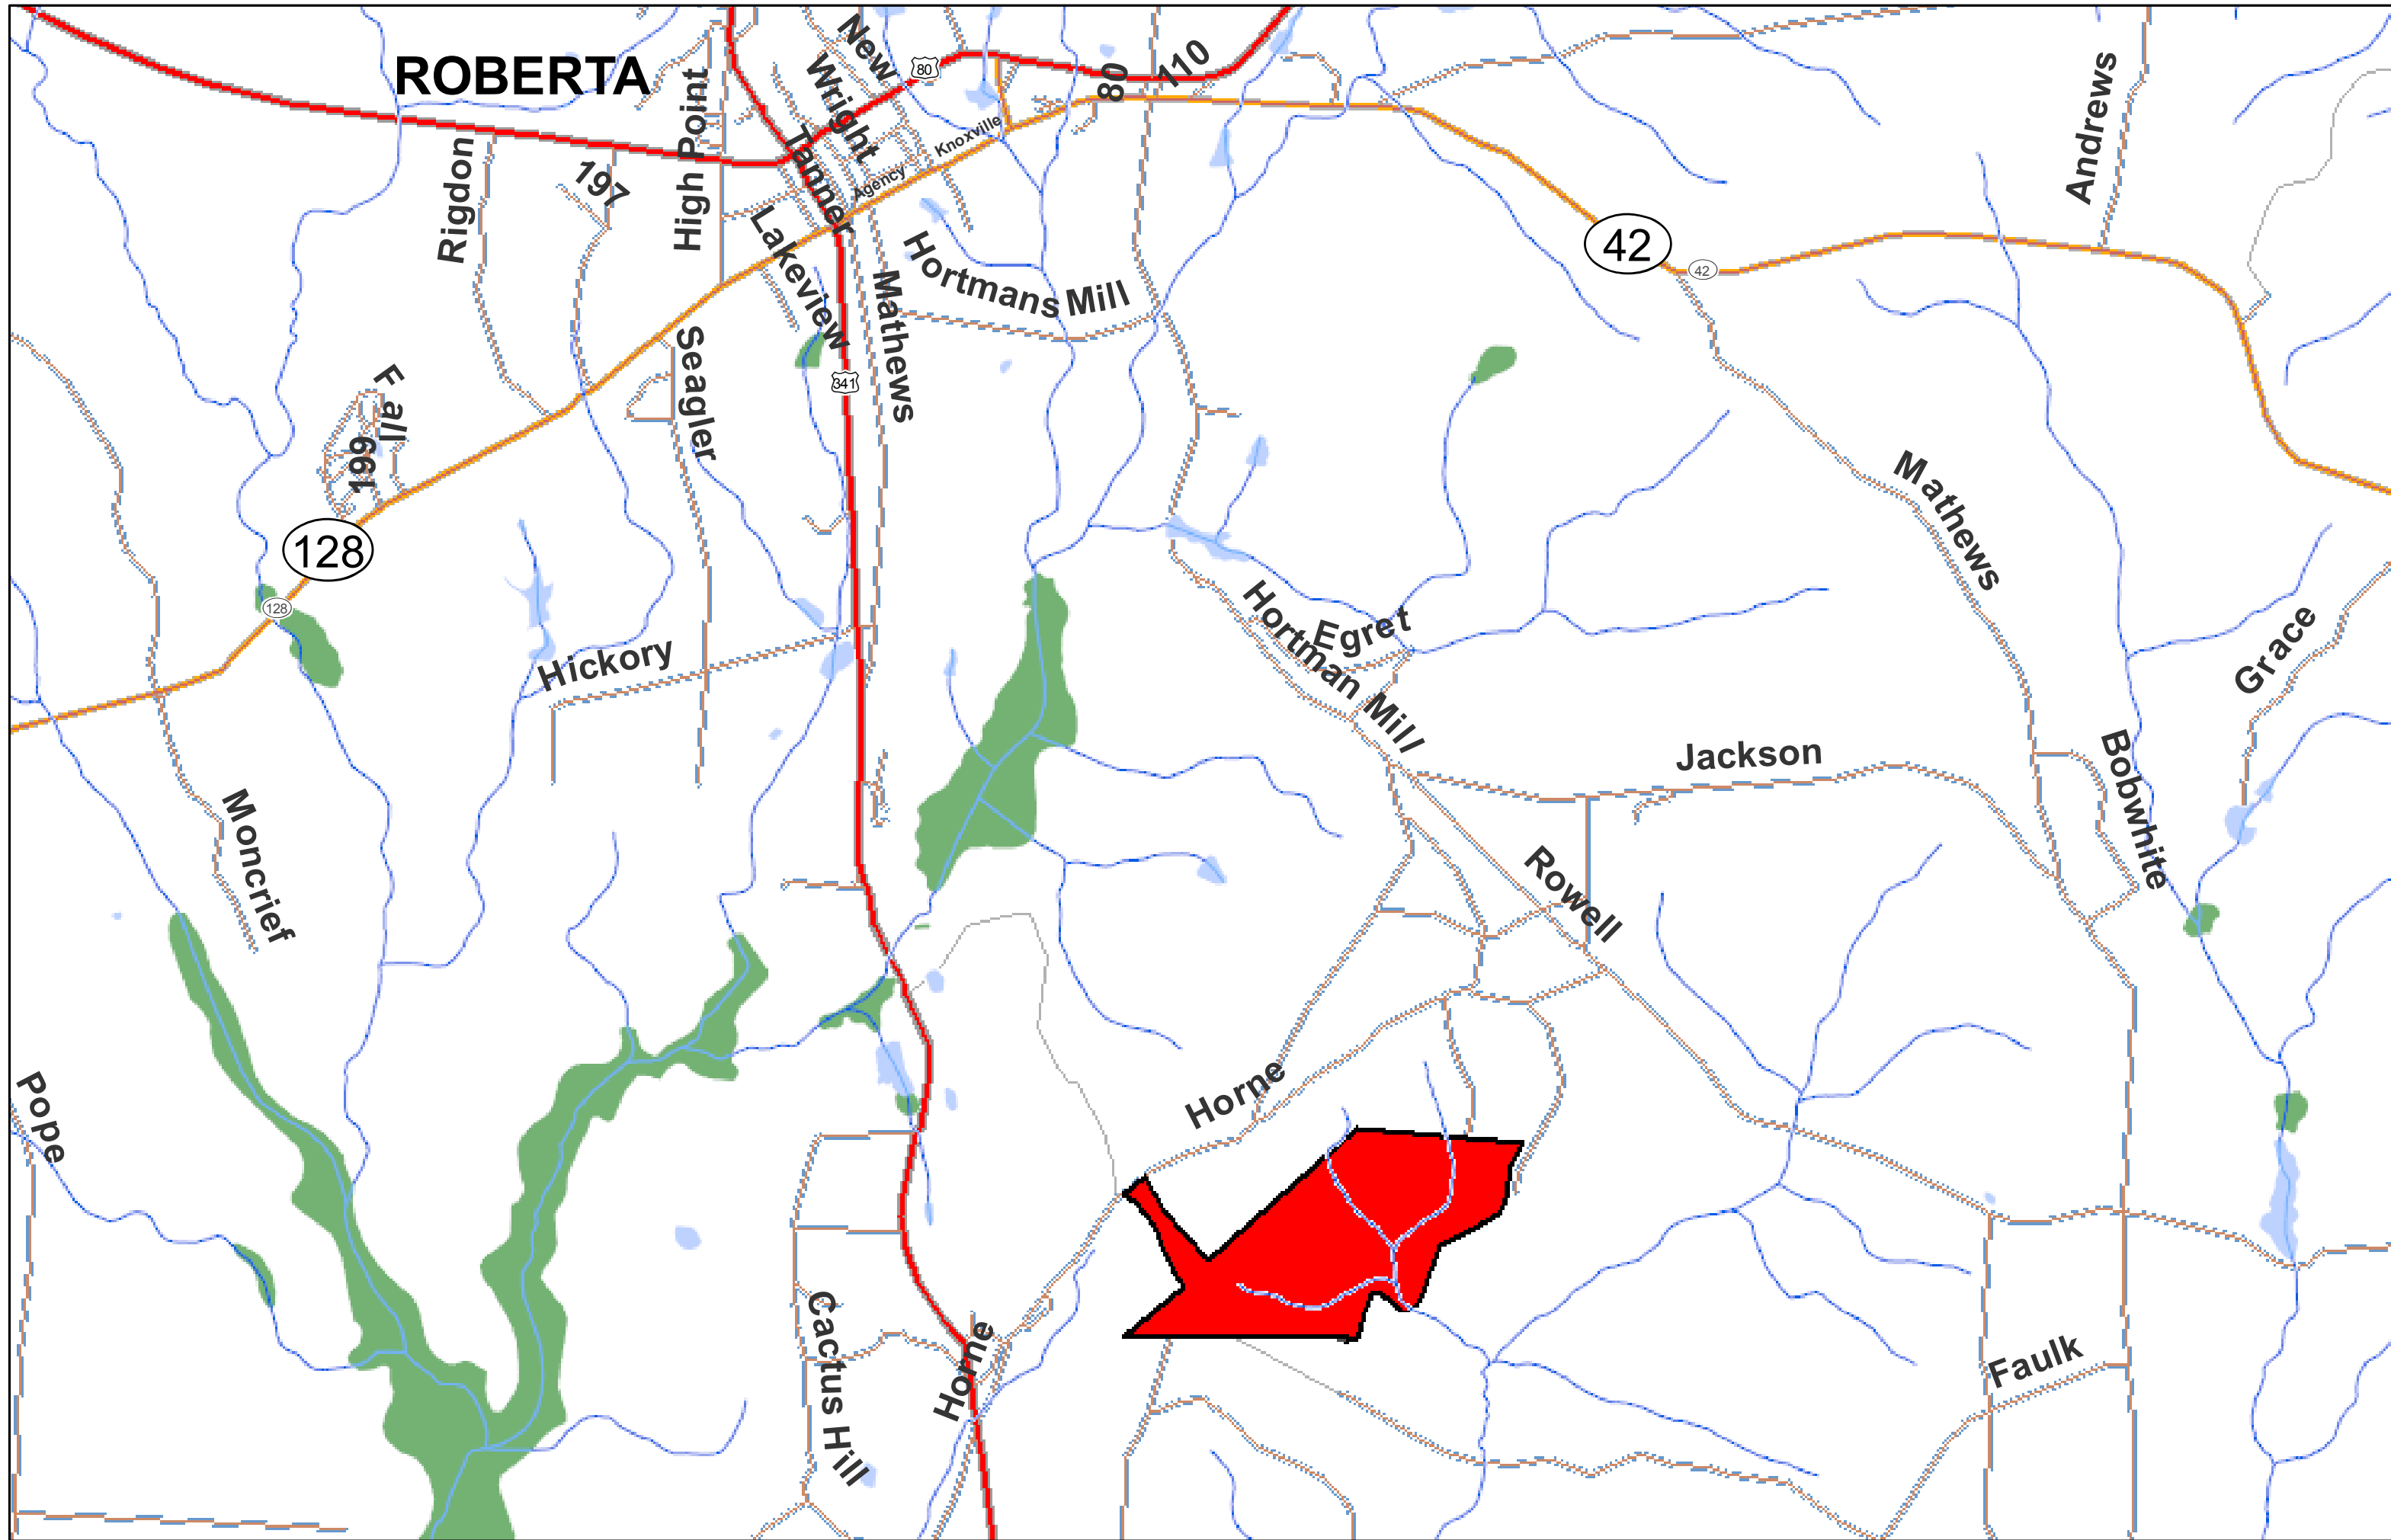 ROBERTA
New
Wright
80
80
110
Andrews
High Point
Rigdon
197
Tanner
Knoxville
Agency
Lakeview
Hortmans Mill
Mathews
42
42
341
Seagler
Fall
199
128
128
Mathews
Hickory
Hortman Mill
Egret
Grace
Jackson
Bobwhite
Moncrief
Rowell
Horne
Pope
Cactus Hill
Horne
Faulk